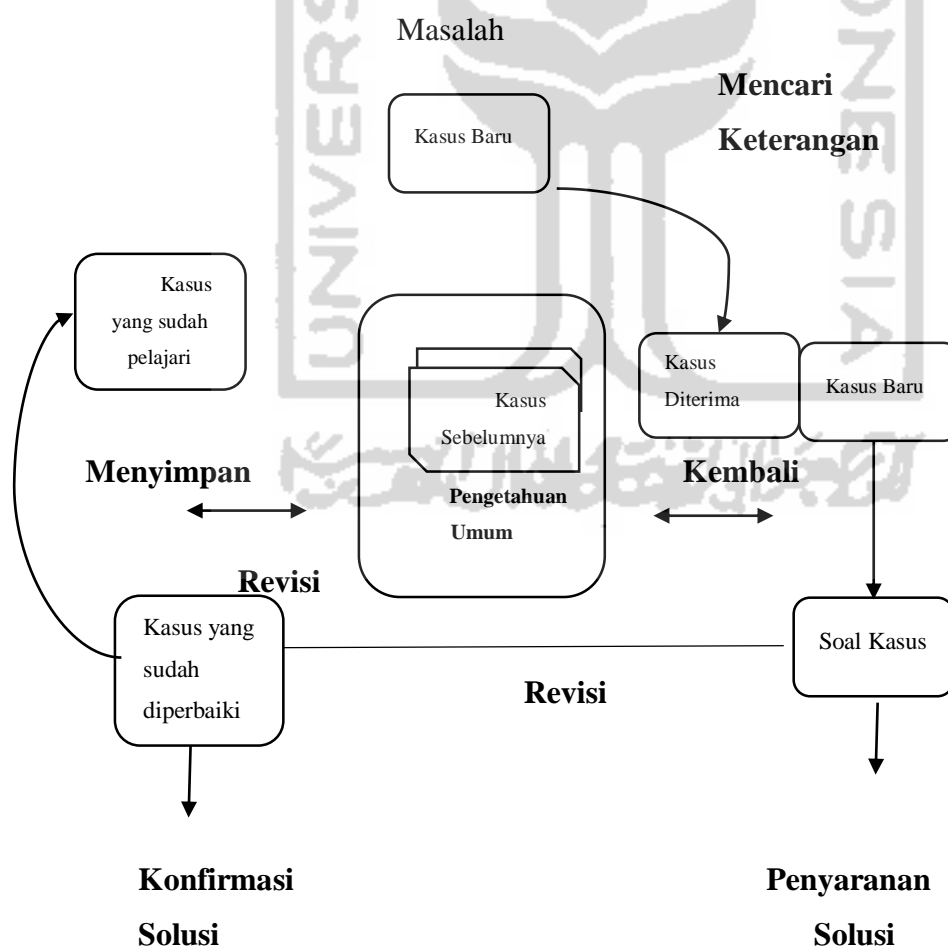 Masalah
Mencari
Keterangan
Kasus Baru
Kasus
yang sudah
pelajari
Kasus
Sebelumnya
Pengetahuan
Umum
Kasus
Diterima
Kasus Baru
Menyimpan
Kembali
Revisi
Kasus yang
sudah
diperbaiki
Soal Kasus
Revisi
Konfirmasi
Solusi
Penyaranan
Solusi